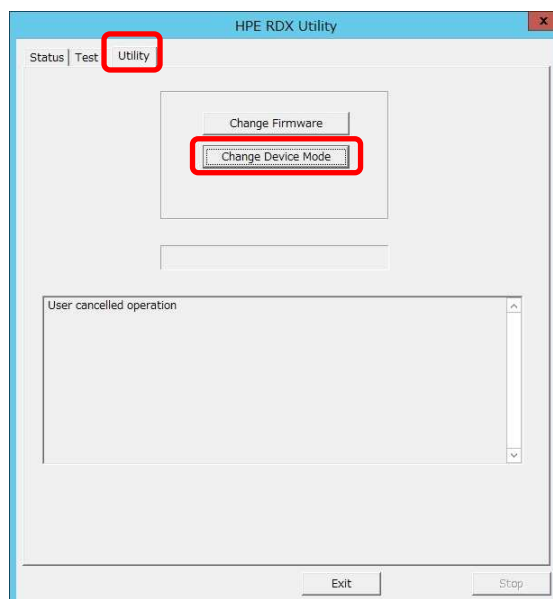 HPE RDX Utility
x
Status Test Utility
Change Firmware
Change Device Mode
User cancelled operation
Exit Stop